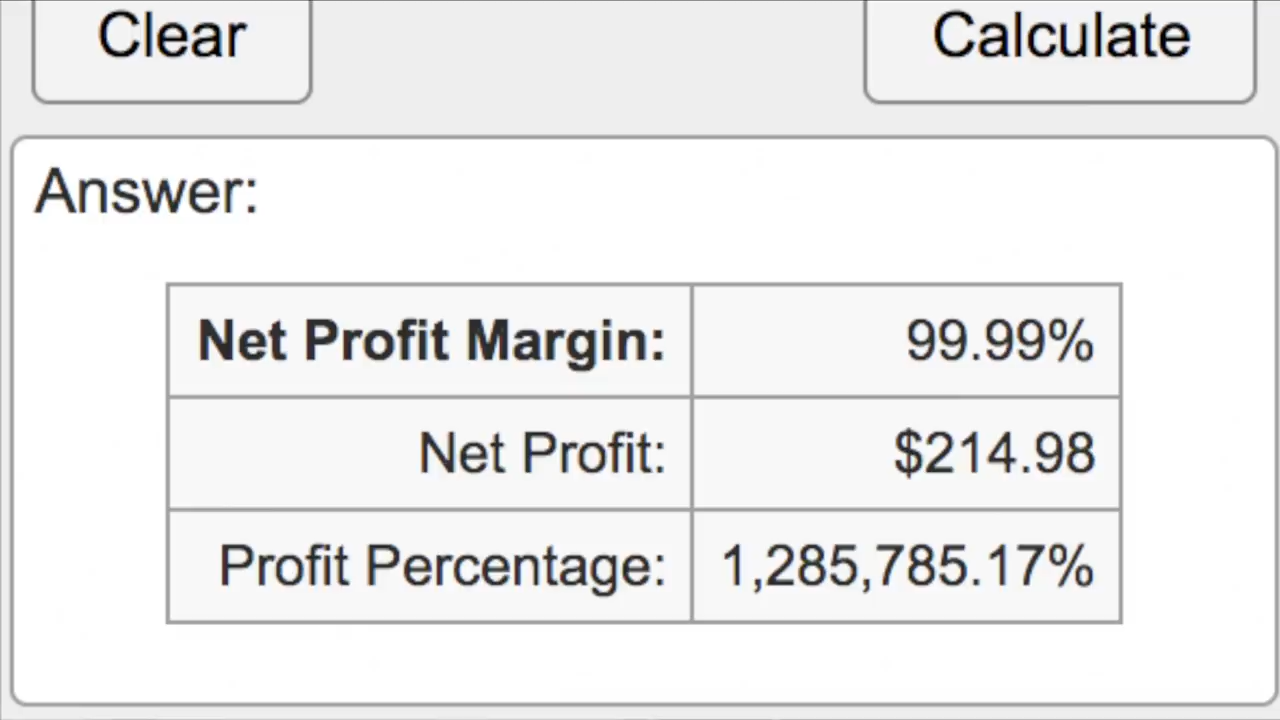 Clear Calculate
Answer:
Net Profit Margin: 99.99%
Net Profit: $214.98
Profit Percentage: 1,285,785.17%